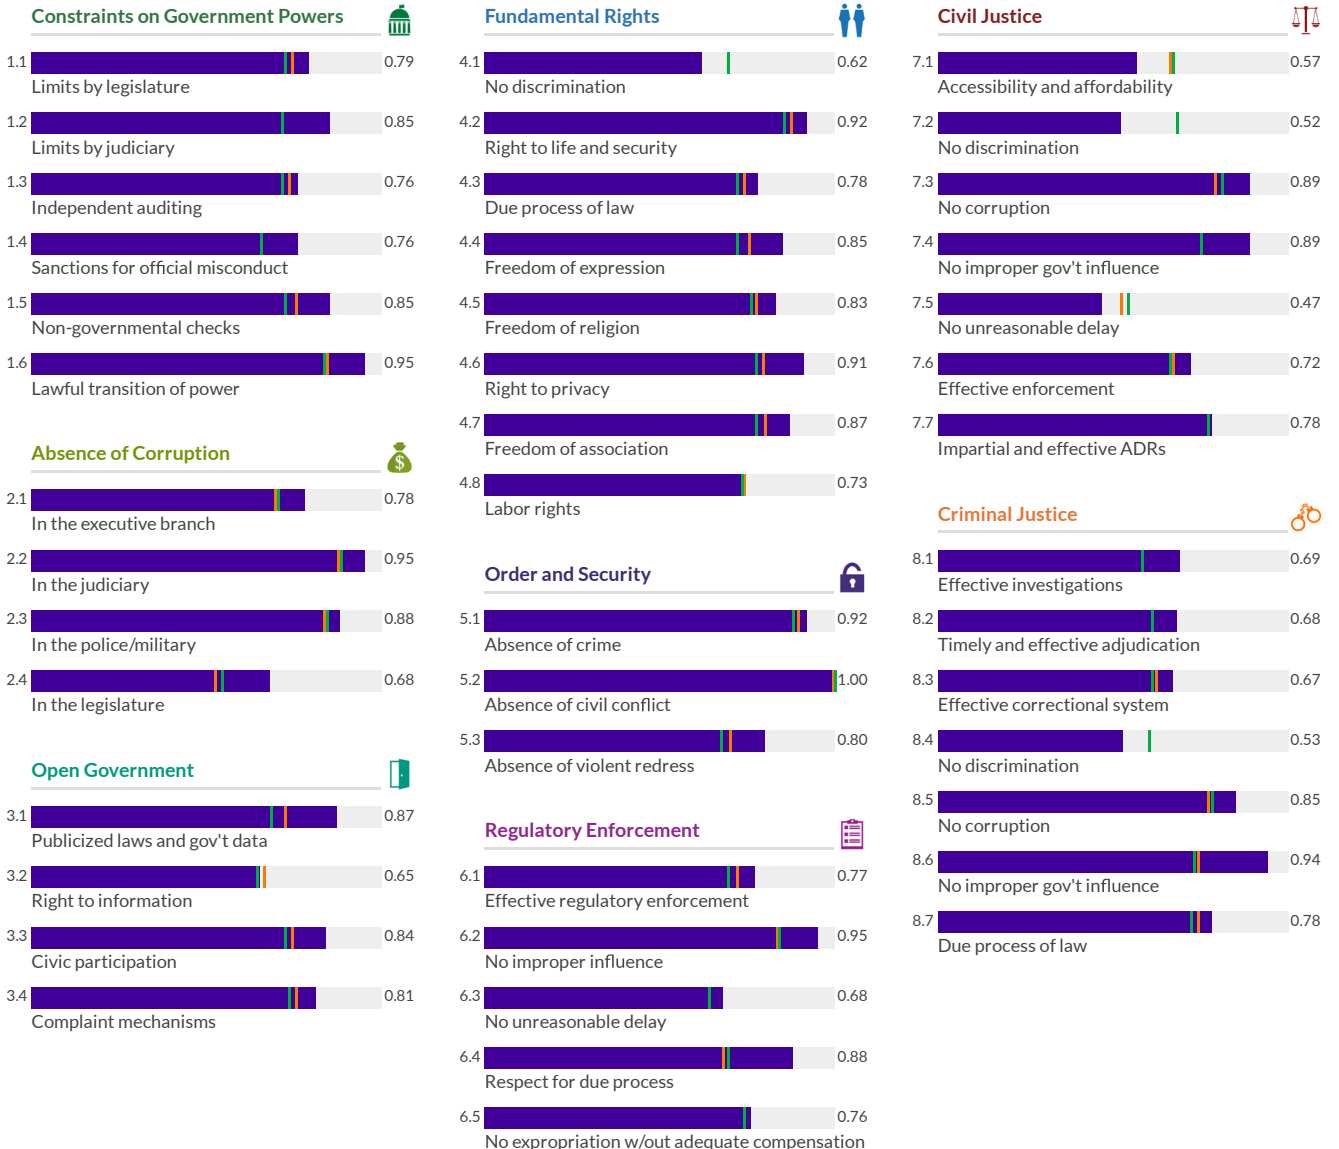 Constraints on Government Powers
1.1 0.79
Limits by legislature
1.2 0.85
Limits by judiciary
1.3 0.76
Independent auditing
1.4 0.76
Sanctions for official misconduct
1.5 0.85
Non-governmental checks
1.6 0.95
Lawful transition of power
Absence of Corruption
$
2.1 0.78
In the executive branch
2.2 0.95
In the judiciary
2.3 0.88
In the police/military
2.4 0.68
In the legislature
Open Government
3.1 0.87
Publicized laws and gov't data
3.2 0.65
Right to information
3.3 0.84
Civic participation
3.4 0.81
Complaint mechanisms
Fundamental Rights
4.1 0.62
No discrimination
4.2 0.92
Right to life and security
4.3 0.78
Due process of law
4.4 0.85
Freedom of expression
4.5 0.83
Freedom of religion
4.6 0.91
Right to privacy
4.7 0.87
Freedom of association
4.8 0.73
Labor rights
Order and Security
5.1 0.92
Absence of crime
5.2 1.00
Absence of civil conflict
5.3 0.80
Absence of violent redress
Regulatory Enforcement
6.1 0.77
Effective regulatory enforcement
6.2 0.95
No improper influence
6.3 0.68
No unreasonable delay
6.4 0.88
Respect for due process
6.5 0.76
No expropriation w/out adequate compensation
Civil Justice
7.1 0.57
Accessibility and affordability
7.2 0.52
No discrimination
7.3 0.89
No corruption
7.4 0.89
No improper gov't influence
7.5 0.47
No unreasonable delay
7.6 0.72
Effective enforcement
7.7 0.78
Impartial and effective ADRs
Criminal Justice
8.1 0.69
Effective investigations
8.2 0.68
Timely and effective adjudication
8.3 0.67
Effective correctional system
8.4 0.53
No discrimination
8.5 0.85
No corruption
8.6 0.94
No improper gov't influence
8.7 0.78
Due process of law